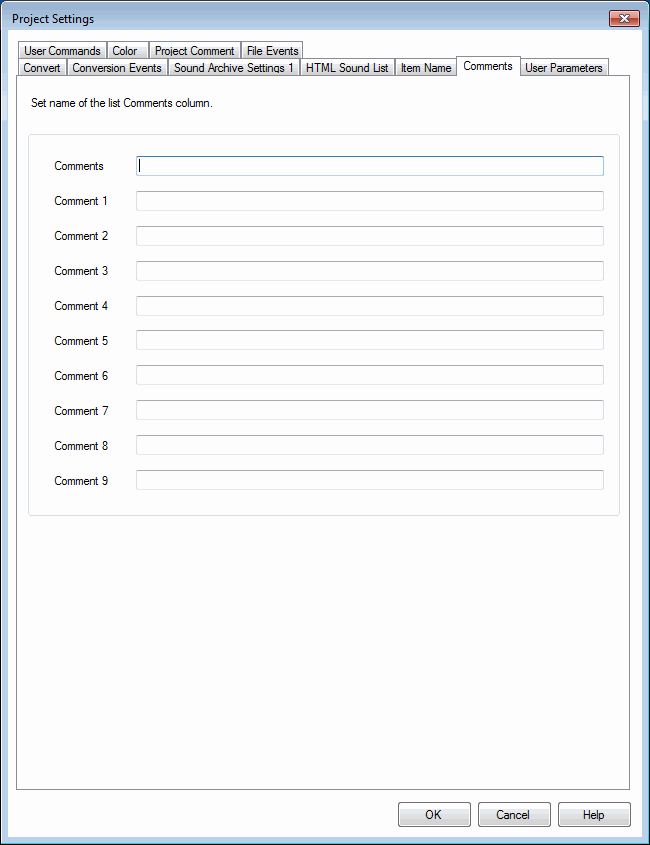 Project Settings
User Commands Color Project Comment File Events
Convert Conversion Events Sound Archive Settings 1 HTML Sound List Item Name Comments User Parameters
Set name of the list Comments column.
Comments
Comment 1
Comment 2
Comment 3
Comment 4
Comment 5
Comment 6
Comment 7
Comment 8
Comment 9
OK Cancel Help